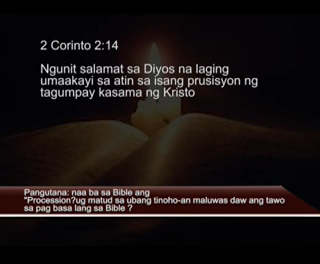 2 Corinto 2:14
Ngunit salamat sa Diyos na laging
umaakayi sa atin sa isang prusisyon ng
tagumpay kasama ng Kristo
Pangutana: naa ba sa Bible ang
"Procession?ug matud sa ubang tinoho-an maluwas daw ang tawo
sa pag basa lang sa Bible ?